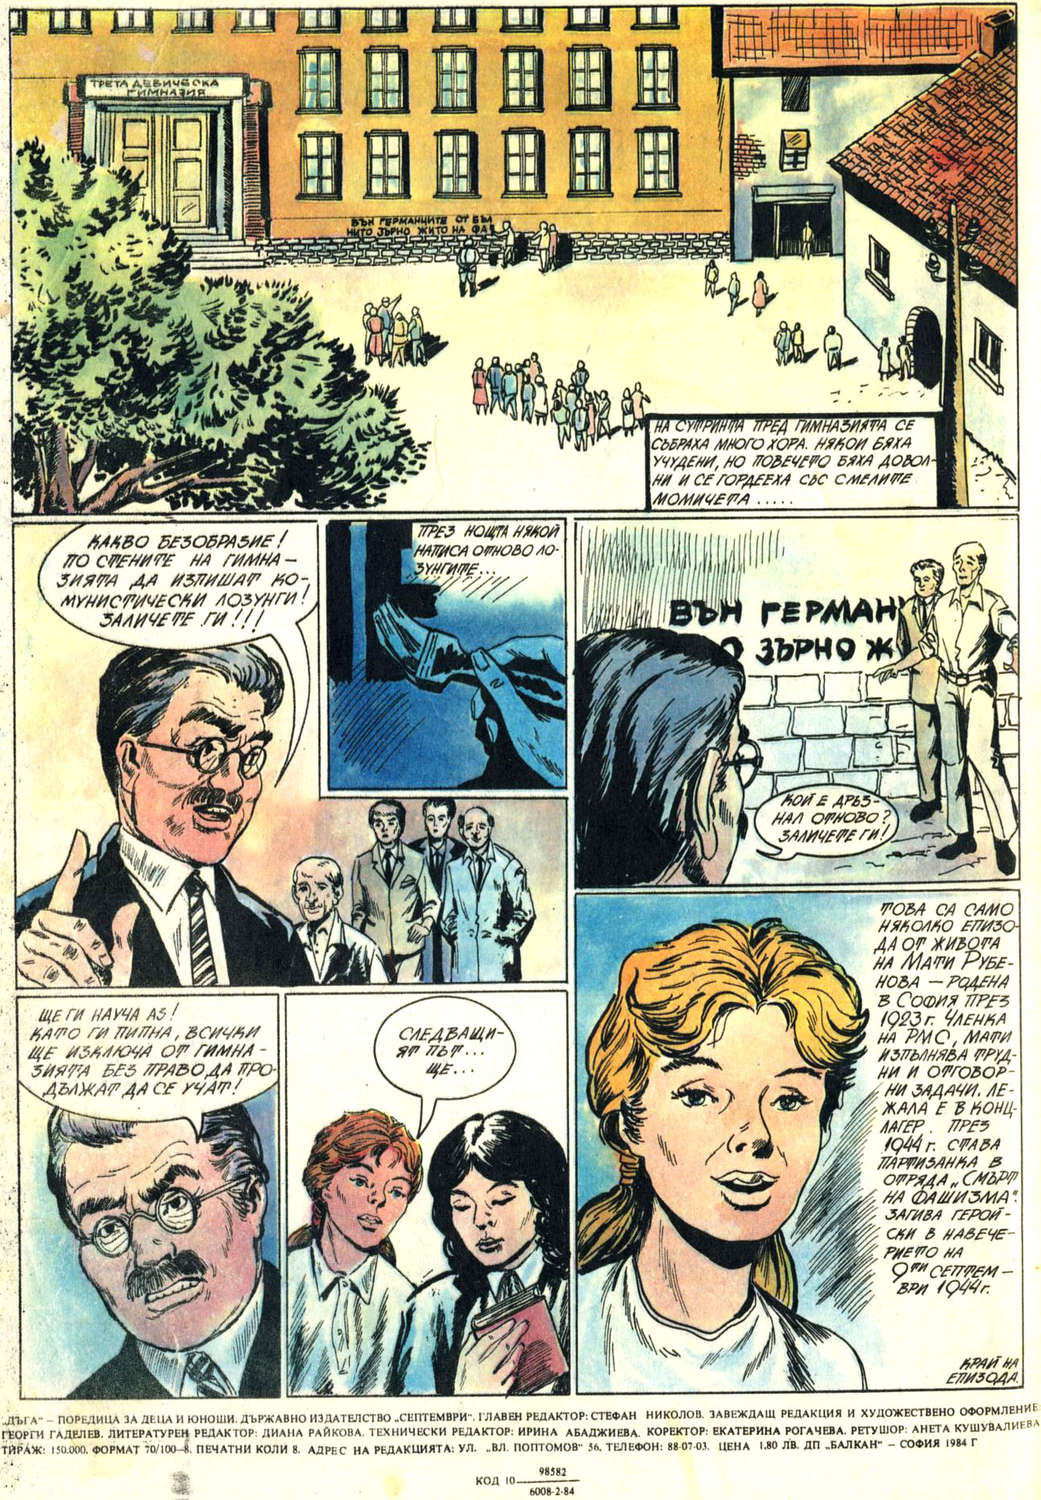 ТРЕТА ДЕВИЧЕСКА
ГИМНАЗИЯ
ВЪН ГЕРМАНЦИТЕ ОТ БЪЛ
НИТО ЗЪРНО ЖИТО НА ФА
НА СУТРИНТА ПРЕД ГИМНАЗИЯТА СЕ
СЪБРАХА МНОГО ХОРА. НЯКОИ БЯХА
УЧУДЕНИ, НО ПОВЕЧЕТО БЯХА ДОВОЛ-
НИ И СЕ ГОРДЕЕХА СЪС СМЕЛИТЕ
МОМИЧЕТА .....
КАКВО БЕЗОБРАЗИЕ!
ПО СТЕНИТЕ НА ГИМНА-
ЗИЯТА ДА ИЗПИШАТ КО-
МУНИСТИЧЕСКИ ЛОЗУНГИ!
ЗАЛИЧЕТЕ ГИ!!!
ПРЕЗ НОЩТА НЯКОЙ
НАПИСА ОТНОВО ЛО-
ЗУНГИТЕ...
ВЪН ГЕРМАН
О ЗЪРНО Ж
КОЙ Е ДРЪЗ-
НАЛ ОТНОВО?
ЗАЛИЧЕТЕ ГИ!
ЩЕ ГИ НАУЧА АЗ!
КАТО ГИ ПИПНА, ВСИЧКИ
ЩЕ ИЗКЛЮЧА ОТ ГИМНА-
ЗИЯТА БЕЗ ПРАВО, ДА ПРО-
ДЪЛЖАТ ДА СЕ УЧАТ!
СЛЕДВАЩИ-
ЯТ ПЪТ...
ЩЕ...
ТОВА СА САМО
НЯКОЛКО ЕПИЗО-
ДА ОТ ЖИВОТА
НА МАТИ РУБЕ-
НОВА — РОДЕНА
В СОФИЯ ПРЕЗ
1923 г. ЧЛЕНКА
НА РМС, МАТИ
ИЗПЪЛНЯВА ТРУД-
НИ И ОТГОВОР-
НИ ЗАДАЧИ. ЛЕ-
ЖАЛА Е В КОНЦ-
ЛАГЕР. ПРЕЗ
1944 г. СТАВА
ПАРТИЗАНКА В
ОТРЯДА „СМЪРТ
НА ФАШИЗМА".
ЗАГИВА ГЕРОЙ-
СКИ В НАВЕЧЕ-
РИЕТО НА
9ТИ СЕПТЕМ-
ВРИ 1944 г.
КРАЙ НА
ЕПИЗОДА.
„ДЪГА" — ПОРЕДИЦА ЗА ДЕЦА И ЮНОШИ. ДЪРЖАВНО ИЗДАТЕЛСТВО „СЕПТЕМВРИ". ГЛАВЕН РЕДАКТОР: СТЕФАН НИКОЛОВ. ЗАВЕЖДАЩ РЕДАКЦИЯ И ХУДОЖЕСТВЕНО ОФОРМЛЕНИЕ:
ГЕОРГИ ГАДЕЛЕВ. ЛИТЕРАТУРЕН РЕДАКТОР: ДИАНА РАЙКОВА. ТЕХНИЧЕСКИ РЕДАКТОР: ИРИНА АБАДЖИЕВА. КОРЕКТОР: ЕКАТЕРИНА РОГАЧЕВА. РЕТУШОР: АНЕТА КУШУВАЛИЕВА
ТИРАЖ: 150.000. ФОРМАТ 70/100—8. ПЕЧАТНИ КОЛИ 8. АДРЕС НА РЕДАКЦИЯТА: УЛ. „ВЛ. ПОПТОМОВ" 56, ТЕЛЕФОН: 88-07-03. ЦЕНА 1,80 ЛВ. ДП „БАЛКАН" — СОФИЯ 1984 Г
98582
КОД 10
6008-2-84